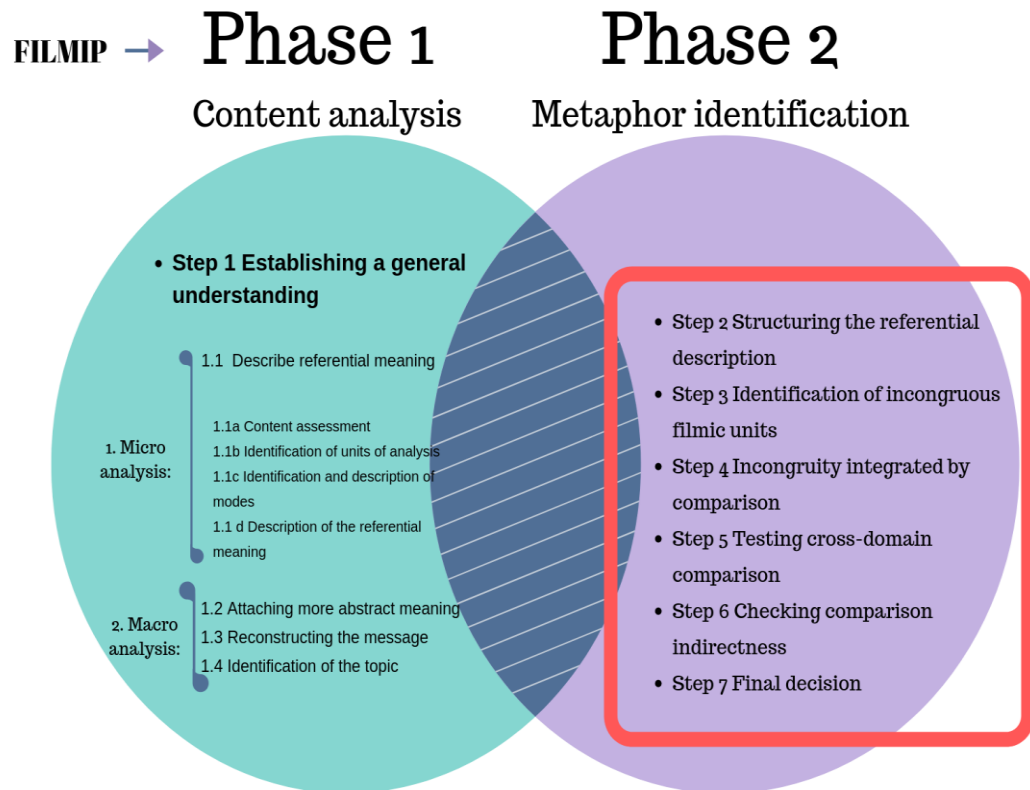 FILMIP
Phase 1
Content analysis
Phase 2
Metaphor identification
• Step 1 Establishing a general
understanding
1. Micro
analysis:
1.1 Describe referential meaning
1.1a Content assessment
1.1b Identification of units of analysis
1.1c Identification and description of
modes
1.1 d Description of the referential
meaning
2. Macro
analysis:
1.2 Attaching more abstract meaning
1.3 Reconstructing the message
1.4 Identification of the topic
• Step 2 Structuring the referential
description
• Step 3 Identification of incongruous
filmic units
• Step 4 Incongruity integrated by
comparison
• Step 5 Testing cross-domain
comparison
• Step 6 Checking comparison
indirectness
• Step 7 Final decision